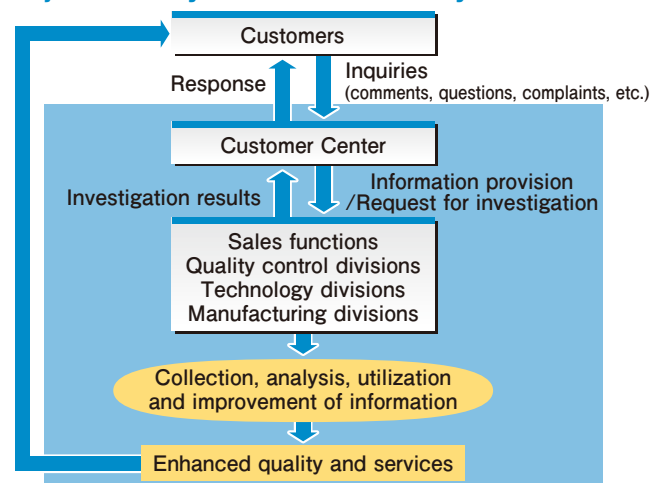 Customers
Response
Inquiries
(comments, questions, complaints, etc.)
Customer Center
Investigation results
Information provision
/Request for investigation
Sales functions
Quality control divisions
Technology divisions
Manufacturing divisions
Collection, analysis, utilization
and improvement of information
Enhanced quality and services